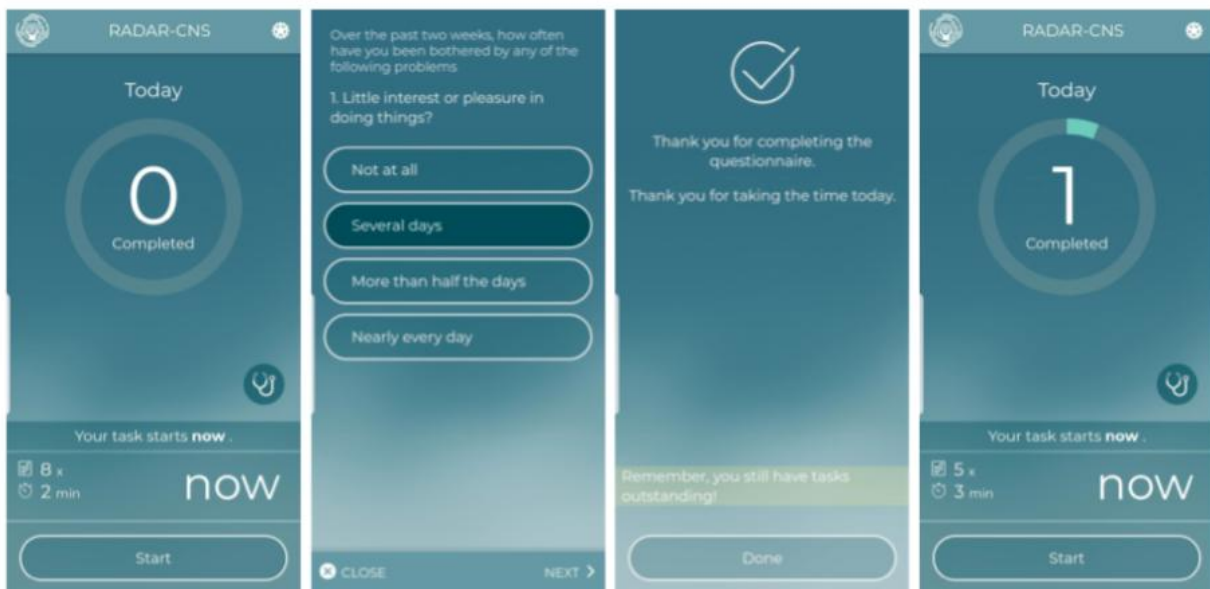 RADAR-CNS
Today
0
Completed
Your task starts now .
8 x
2 min
now
Start
Over the past two weeks, how often
have you been bothered by any of the
following problems
1. Little interest or pleasure in
doing things?
Not at all
Several days
More than half the days
Nearly every day
CLOSE
NEXT >
Thank you for completing the
questionnaire.
Thank you for taking the time today.
Remember, you still have tasks
outstanding!
Done
RADAR-CNS
Today
1
Completed
Your task starts now .
5 x
3 min
now
Start